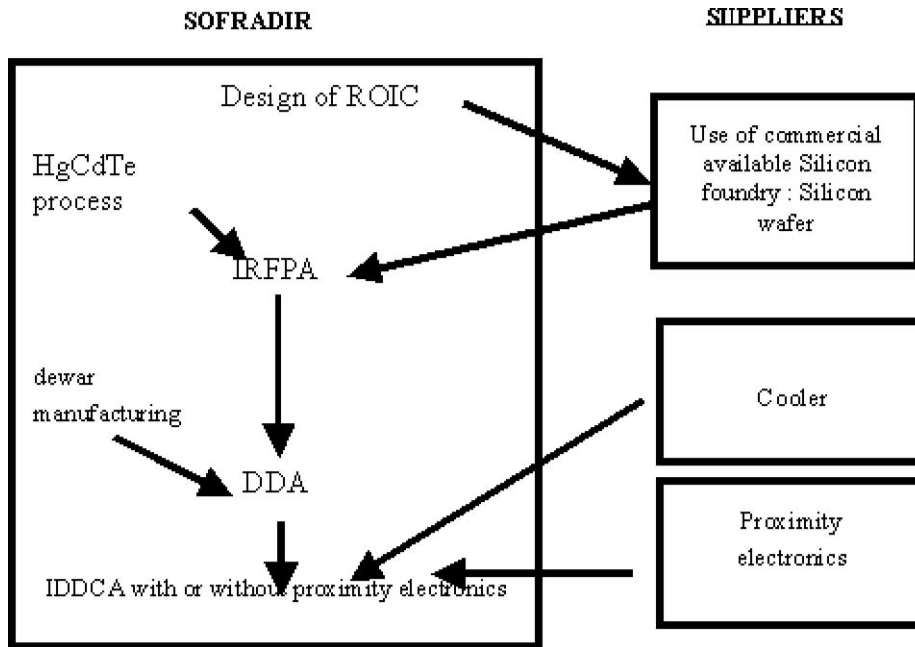 SOFRADIR
SUPPLIERS
Design of ROIC
HgCdTe
process
IRFPA
dewar
manufacturing
DDA
IDDCA with or without proximity electronics
Use of commercial
available Silicon
foundry : Silicon
wafer
Cooler
Proximity
electronics